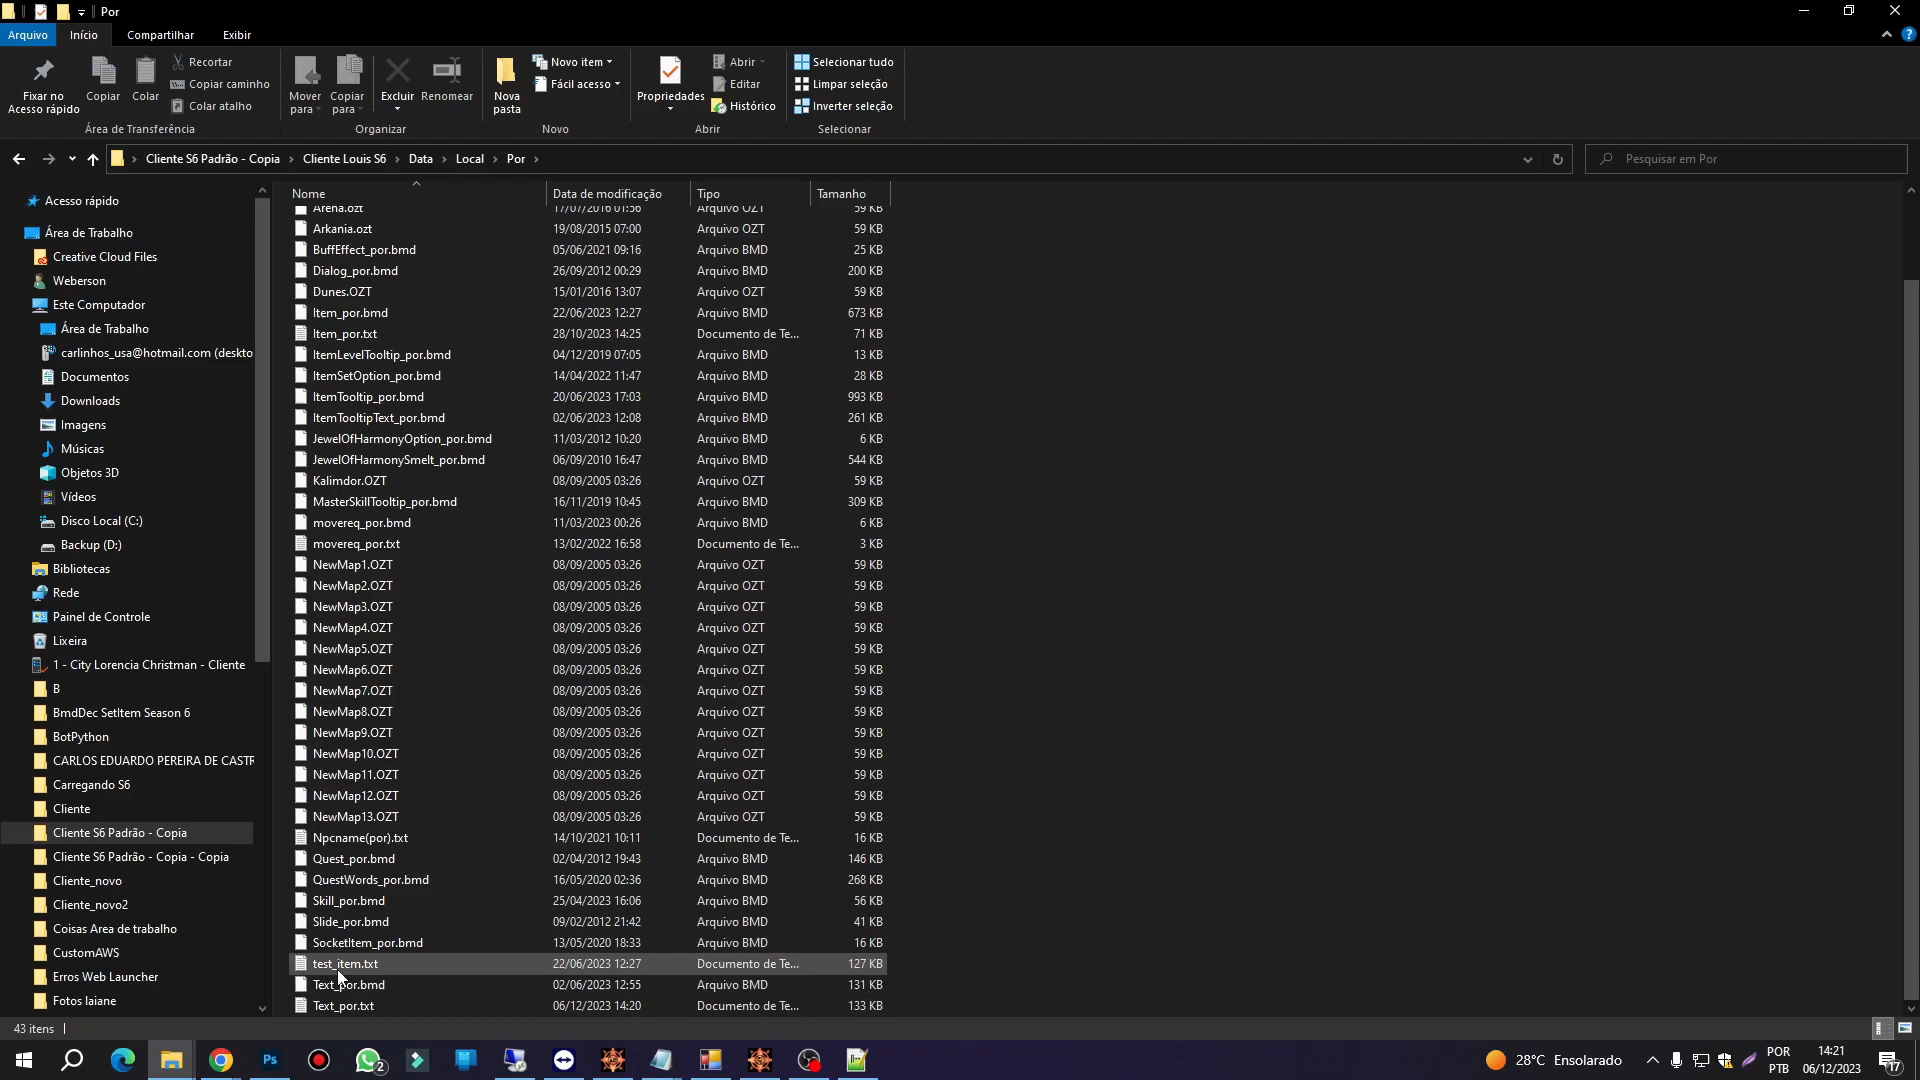 Por
Arquivo Início Compartilhar Exibir
Fixar no Acesso rápido
Copiar
Colar
Recortar
Copiar caminho
Colar atalho
Área de Transferência
Mover para
Copiar para
Excluir
Renomear
Organizar
Nova pasta
Novo item
Fácil acesso
Novo
Propriedades
Abrir
Editar
Histórico
Abrir
Selecionar tudo
Limpar seleção
Inverter seleção
Selecionar
Cliente S6 Padrão - Copia › Cliente Louis S6 › Data › Local › Por ›
Pesquisar em Por
Acesso rápido
Área de Trabalho
Creative Cloud Files
Weberson
Este Computador
Área de Trabalho
carlinhos_usa@hotmail.com (deskto
Documentos
Downloads
Imagens
Músicas
Objetos 3D
Vídeos
Disco Local (C:)
Backup (D:)
Bibliotecas
Rede
Painel de Controle
Lixeira
1 - City Lorencia Christman - Cliente
B
BmdDec SetItem Season 6
BotPython
CARLOS EDUARDO PEREIRA DE CASTR
Carregando S6
Cliente
Cliente S6 Padrão - Copia
Cliente S6 Padrão - Copia - Copia
Cliente_novo
Cliente_novo2
Coisas Area de trabalho
CustomAWS
Erros Web Launcher
Fotos laiane
Nome Data de modificação Tipo Tamanho
Arena.ozt 17/07/2016 01:56 Arquivo OZT 59 KB
Arkania.ozt 19/08/2015 07:00 Arquivo OZT 59 KB
BuffEffect_por.bmd 05/06/2021 09:16 Arquivo BMD 25 KB
Dialog_por.bmd 26/09/2012 00:29 Arquivo BMD 200 KB
Dunes.OZT 15/01/2016 13:07 Arquivo OZT 59 KB
Item_por.bmd 22/06/2023 12:27 Arquivo BMD 673 KB
Item_por.txt 28/10/2023 14:25 Documento de Te... 71 KB
ItemLevelTooltip_por.bmd 04/12/2019 07:05 Arquivo BMD 13 KB
ItemSetOption_por.bmd 14/04/2022 11:47 Arquivo BMD 28 KB
ItemTooltip_por.bmd 20/06/2023 17:03 Arquivo BMD 993 KB
ItemTooltipText_por.bmd 02/06/2023 12:08 Arquivo BMD 261 KB
JewelOfHarmonyOption_por.bmd 11/03/2012 10:20 Arquivo BMD 6 KB
JewelOfHarmonySmelt_por.bmd 06/09/2010 16:47 Arquivo BMD 544 KB
Kalimdor.OZT 08/09/2005 03:26 Arquivo OZT 59 KB
MasterSkillTooltip_por.bmd 16/11/2019 10:45 Arquivo BMD 309 KB
movereq_por.bmd 11/03/2023 00:26 Arquivo BMD 6 KB
movereq_por.txt 13/02/2022 16:58 Documento de Te... 3 KB
NewMap1.OZT 08/09/2005 03:26 Arquivo OZT 59 KB
NewMap2.OZT 08/09/2005 03:26 Arquivo OZT 59 KB
NewMap3.OZT 08/09/2005 03:26 Arquivo OZT 59 KB
NewMap4.OZT 08/09/2005 03:26 Arquivo OZT 59 KB
NewMap5.OZT 08/09/2005 03:26 Arquivo OZT 59 KB
NewMap6.OZT 08/09/2005 03:26 Arquivo OZT 59 KB
NewMap7.OZT 08/09/2005 03:26 Arquivo OZT 59 KB
NewMap8.OZT 08/09/2005 03:26 Arquivo OZT 59 KB
NewMap9.OZT 08/09/2005 03:26 Arquivo OZT 59 KB
NewMap10.OZT 08/09/2005 03:26 Arquivo OZT 59 KB
NewMap11.OZT 08/09/2005 03:26 Arquivo OZT 59 KB
NewMap12.OZT 08/09/2005 03:26 Arquivo OZT 59 KB
NewMap13.OZT 08/09/2005 03:26 Arquivo OZT 59 KB
Npcname(por).txt 14/10/2021 10:11 Documento de Te... 16 KB
Quest_por.bmd 02/04/2012 19:43 Arquivo BMD 146 KB
QuestWords_por.bmd 16/05/2020 02:36 Arquivo BMD 268 KB
Skill_por.bmd 25/04/2023 16:06 Arquivo BMD 56 KB
Slide_por.bmd 09/02/2012 21:42 Arquivo BMD 41 KB
SocketItem_por.bmd 13/05/2020 18:33 Arquivo BMD 16 KB
test_item.txt 22/06/2023 12:27 Documento de Te... 127 KB
Text_por.bmd 02/06/2023 12:55 Arquivo BMD 131 KB
Text_por.txt 06/12/2023 14:20 Documento de Te... 133 KB
43 itens
Ps
2
28°C Ensolarado
POR
PTB
14:21
06/12/2023
17